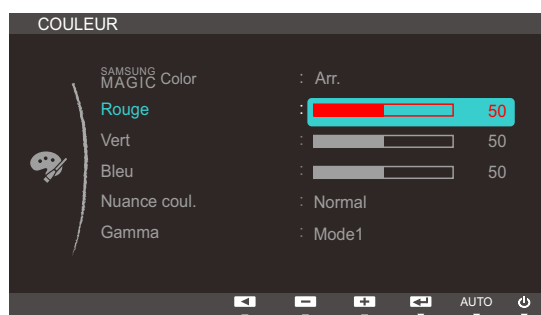 COULEUR
SAMSUNG MAGIC Color : Arr.
Rouge : 50
Vert : 50
Bleu : 50
Nuance coul. : Normal
Gamma : Mode1
AUTO